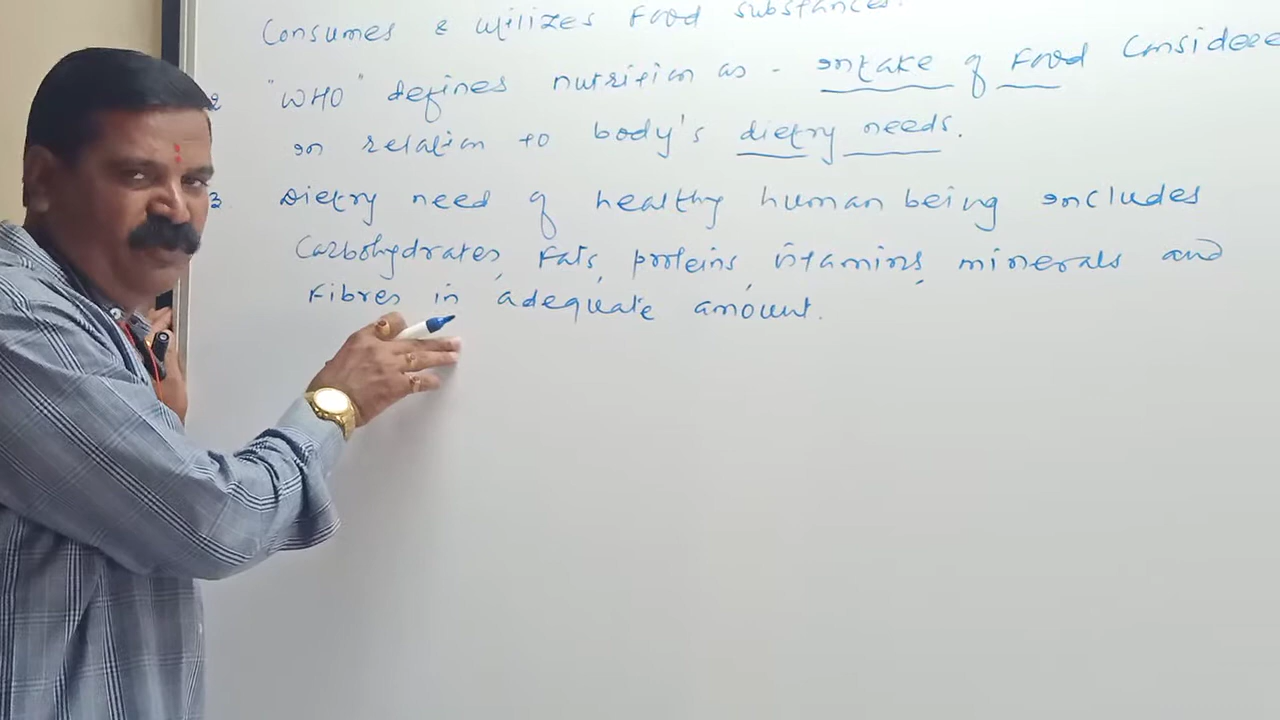 Consumes & utilizes Food substances.
2 "WHO" defines nutrition as - intake of Food Considere
in relation to body's dietry needs.
3. Dietry need of healthy human being includes
Carbohydrates, Fats, proteins, vitamins, minerals and
Fibres in adequate amount.